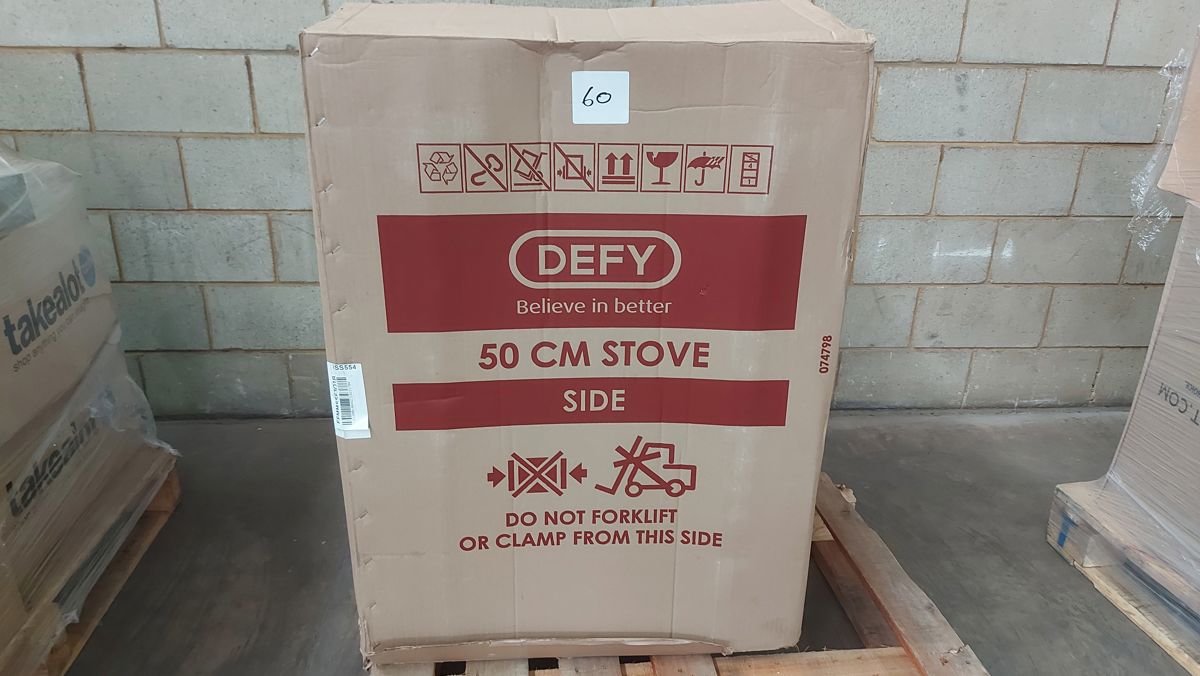 60
DEFY
Believe in better
50 CM STOVE
SIDE
074798
DO NOT FORKLIFT
OR CLAMP FROM THIS SIDE
takealot
takealot